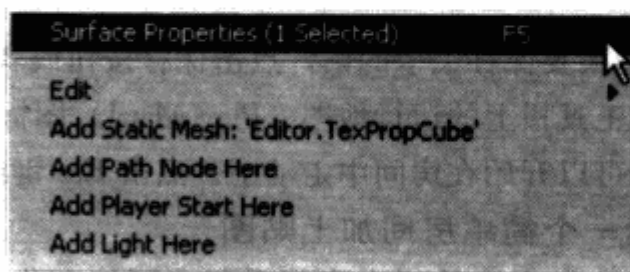 Surface Properties (1 Selected) F5
Edit
Add Static Mesh: 'Editor.TexPropCube'
Add Path Node Here
Add Player Start Here
Add Light Here